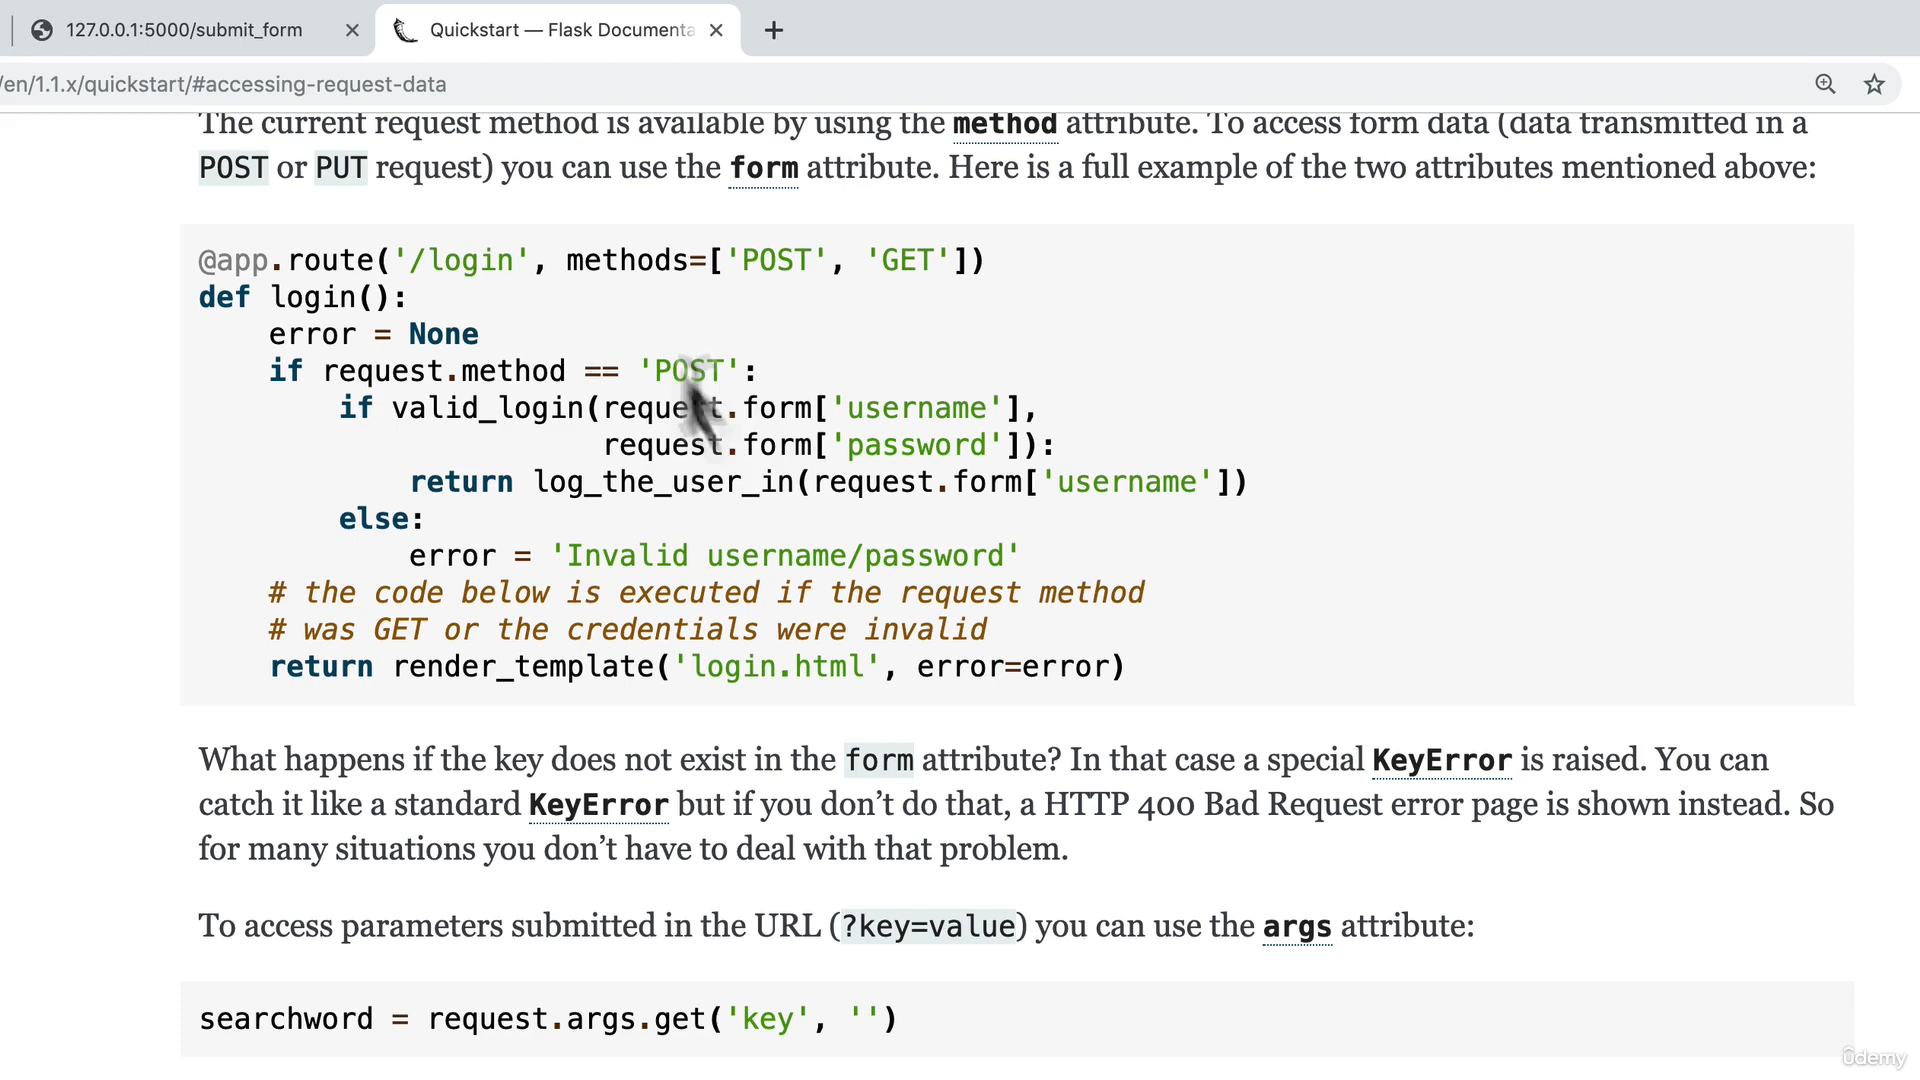 127.0.0.1:5000/submit_form
Quickstart — Flask Documenta
/en/1.1.x/quickstart/#accessing-request-data
The current request method is available by using the method attribute. To access form data (data transmitted in a
POST or PUT request) you can use the form attribute. Here is a full example of the two attributes mentioned above:
@app.route('/login', methods=['POST', 'GET'])
def login():
    error = None
    if request.method == 'POST':
        if valid_login(request.form['username'],
                       request.form['password']):
            return log_the_user_in(request.form['username'])
        else:
            error = 'Invalid username/password'
    # the code below is executed if the request method
    # was GET or the credentials were invalid
    return render_template('login.html', error=error)
What happens if the key does not exist in the form attribute? In that case a special KeyError is raised. You can
catch it like a standard KeyError but if you don’t do that, a HTTP 400 Bad Request error page is shown instead. So
for many situations you don’t have to deal with that problem.
To access parameters submitted in the URL (?key=value) you can use the args attribute:
searchword = request.args.get('key', '')
ûdemy